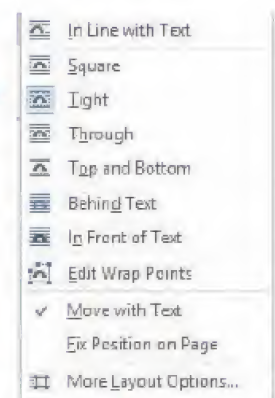 In Line with Text
Square
Tight
Through
Top and Bottom
Behind Text
In Front of Text
Edit Wrap Points
Move with Text
Fix Position on Page
More Layout Options...